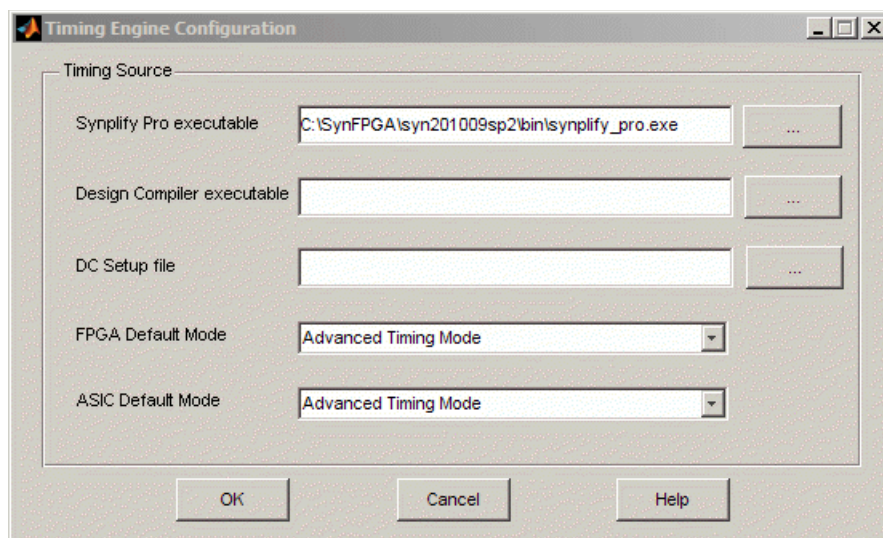 Timing Engine Configuration
Timing Source
Synplify Pro executable C:\SynFPGA\syn201009sp2\bin\synplify_pro.exe ...
Design Compiler executable ...
DC Setup file ...
FPGA Default Mode Advanced Timing Mode
ASIC Default Mode Advanced Timing Mode
OK Cancel Help